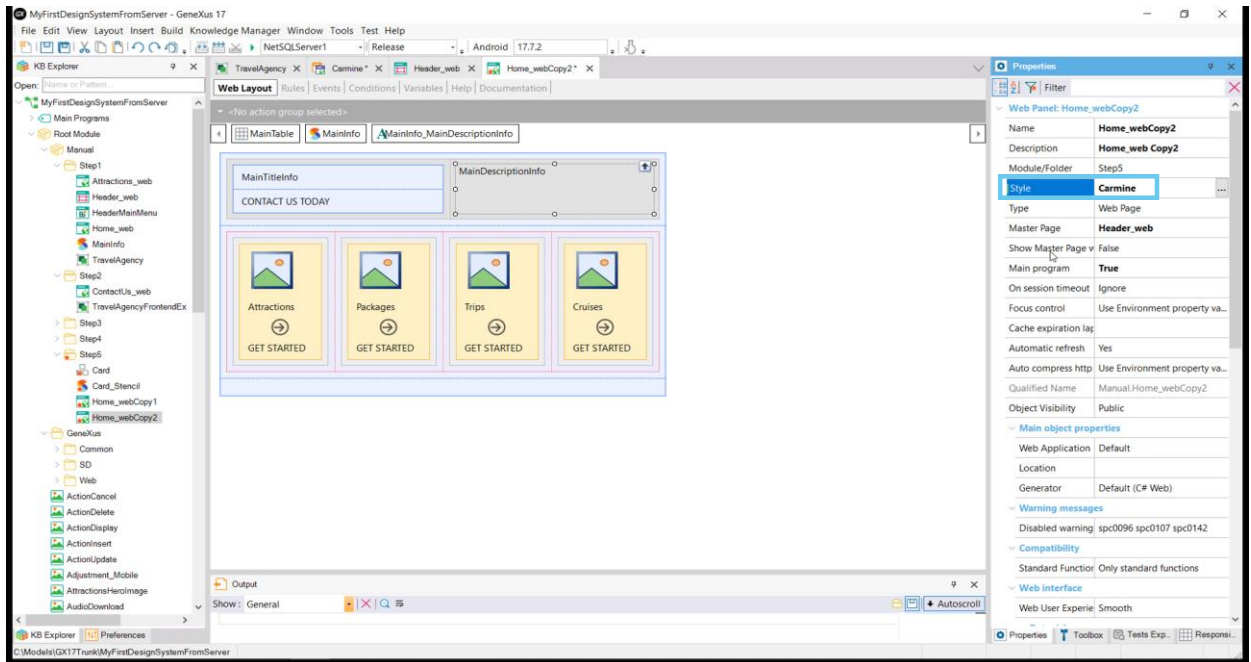 MyFirstDesignSystemFromServer - GeneXus 17
File Edit View Layout Insert Build Knowledge Manager Window Tools Test Help
NetSQLServer1 Release Android 17.7.2
KB Explorer
Open: Name or Pattern ...
MyFirstDesignSystemFromServer
Main Programs
Root Module
Manual
Step1
Attractions_web
Header_web
HeaderMainMenu
Home_web
MainInfo
TravelAgency
Step2
ContactUs_web
TravelAgencyFrontendEx
Step3
Step4
Step5
Card
Card_Stencil
Home_webCopy1
Home_webCopy2
GeneXus
Common
SD
Web
ActionCancel
ActionDelete
ActionDisplay
ActionInsert
ActionUpdate
Adjustment_Mobile
AttractionsHeroImage
AudioDownload
KB Explorer Preferences
C:\Models\GX17Trunk\MyFirstDesignSystemFromServer
TravelAgency Carmine* Header_web Home_webCopy2*
Web Layout Rules Events Conditions Variables Help Documentation
<No action group selected>
MainTable MainInfo MainInfo_MainDescriptionInfo
MainTitleInfo MainDescriptionInfo
CONTACT US TODAY
Attractions Packages Trips Cruises
GET STARTED GET STARTED GET STARTED GET STARTED
Output
Show: General Autoscroll
Properties
Filter
Web Panel: Home_webCopy2
Name Home_webCopy2
Description Home_web Copy2
Module/Folder Step5
Style Carmine ...
Type Web Page
Master Page Header_web
Show Master Page w False
Main program True
On session timeout Ignore
Focus control Use Environment property va...
Cache expiration lap
Automatic refresh Yes
Auto compress http Use Environment property va...
Qualified Name Manual.Home_webCopy2
Object Visibility Public
Main object properties
Web Application Default
Location
Generator Default (C# Web)
Warning messages
Disabled warning spc0096 spc0107 spc0142
Compatibility
Standard Function Only standard functions
Web interface
Web User Experie Smooth
Properties Toolbox Tests Exp... Responsi...